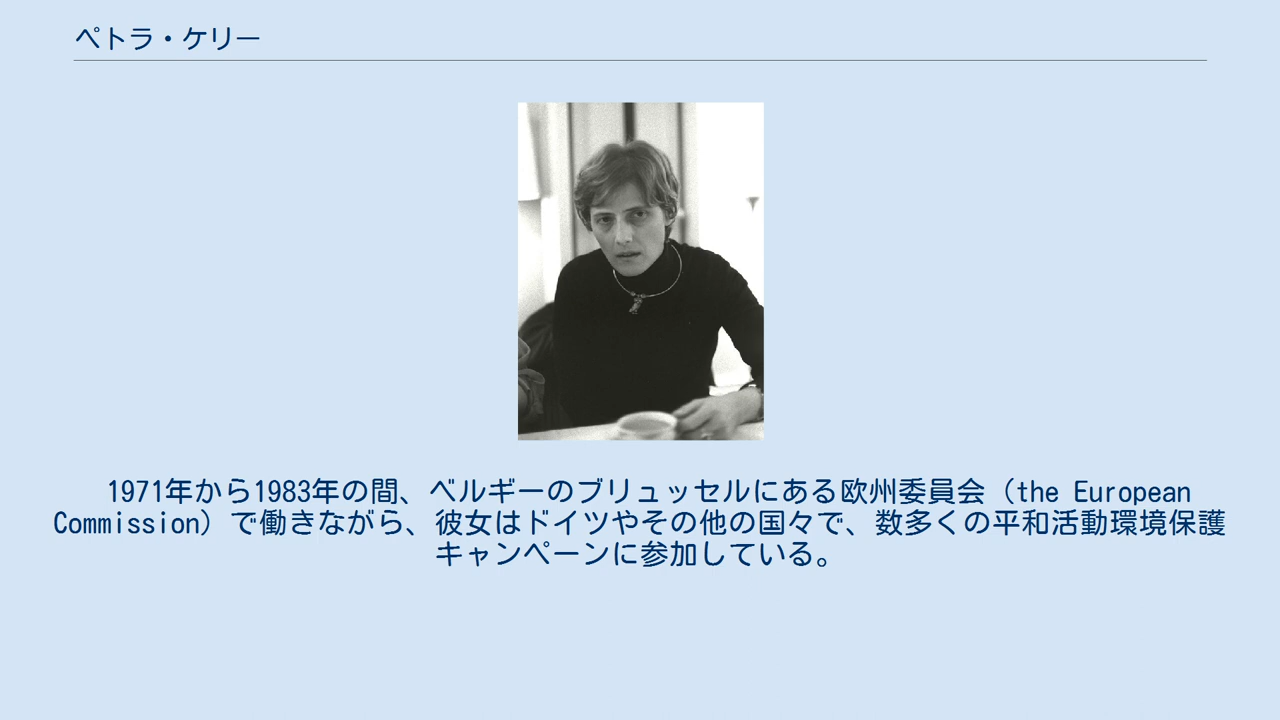 ペトラ・ケリー
1971年から1983年の間、ベルギーのブリュッセルにある欧州委員会（the European
Commission）で働きながら、彼女はドイツやその他の国々で、数多くの平和活動環境保護
キャンペーンに参加している。